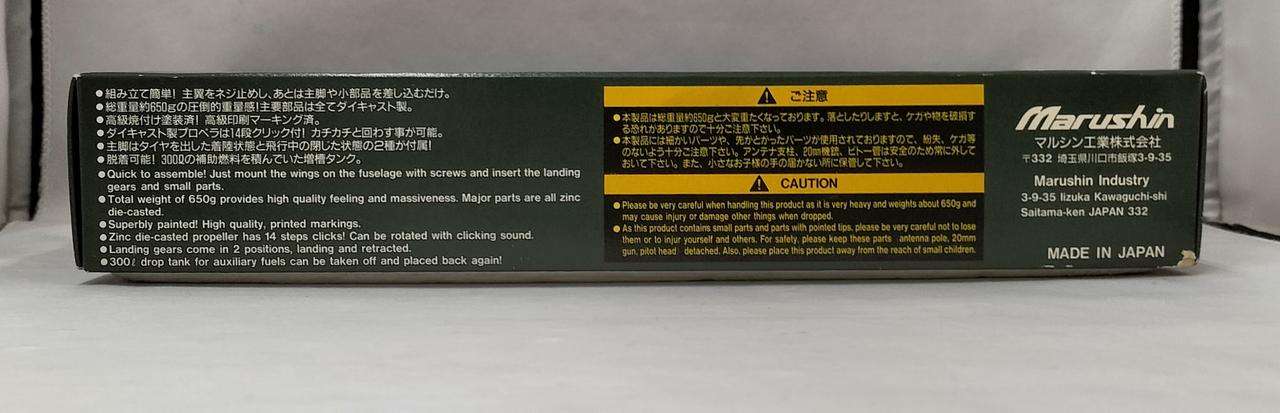 ●組み立て簡単! 主翼をネジ止めし、あとは主脚や小部品を差し込むだけ。
●総重量約650gの圧倒的重量感!主要部品は全てダイキャスト製。
●高級焼付け塗装済! 高級印刷マーキング済。
●ダイキャスト製プロペラは14段クリック付! カチカチと回わす事が可能。
●主脚はタイヤを出した着陸状態と飛行中の閉じた状態の2種が付属!
●脱着可能! 300ℓの補助燃料を積んでいた増槽タンク。
●Quick to assemble! Just mount the wings on the fuselage with screws and insert the landing
gears and small parts.
●Total weight of 650g provides high quality feeling and massiveness. Major parts are all zinc
die-casted.
●Superbly painted! High quality, printed markings.
●Zinc die-casted propeller has 14 steps clicks! Can be rotated with clicking sound.
●Landing gears come in 2 positions, landing and retracted.
●300ℓ drop tank for auxiliary fuels can be taken off and placed back again!
ご注意
●本製品は総重量約650gと大変重たくなっております。落としたりしますと、ケガや物を破損す
る恐れがありますので十分ご注意下さい。
●本製品には細かいパーツや、先かとがったパーツが使用されておりますので、紛失、ケガ等
のないよう十分ご注意下さい。アンテナ支柱、20mm機銃、ピトー管は安全のため常に外して
おいて下さい。また、小さなお子様の手の届かない所に保管して下さい。
CAUTION
●Please be very careful when handling this product as it is very heavy and weights about 650g and
may cause injury or damage other things when dropped.
●As this product contains small parts and parts with pointed tips, please be very careful not to lose
them or to injur yourself and others. For safety, please keep these parts antenna pole, 20mm
gun, pitot head detached. Also, please place this product away from the reach of small children.
Marushin
マルシン工業株式会社
〒332 埼玉県川口市飯塚3-9-35
Marushin Industry
3-9-35 Iizuka Kawaguchi-shi
Saitama-ken JAPAN 332
MADE IN JAPAN